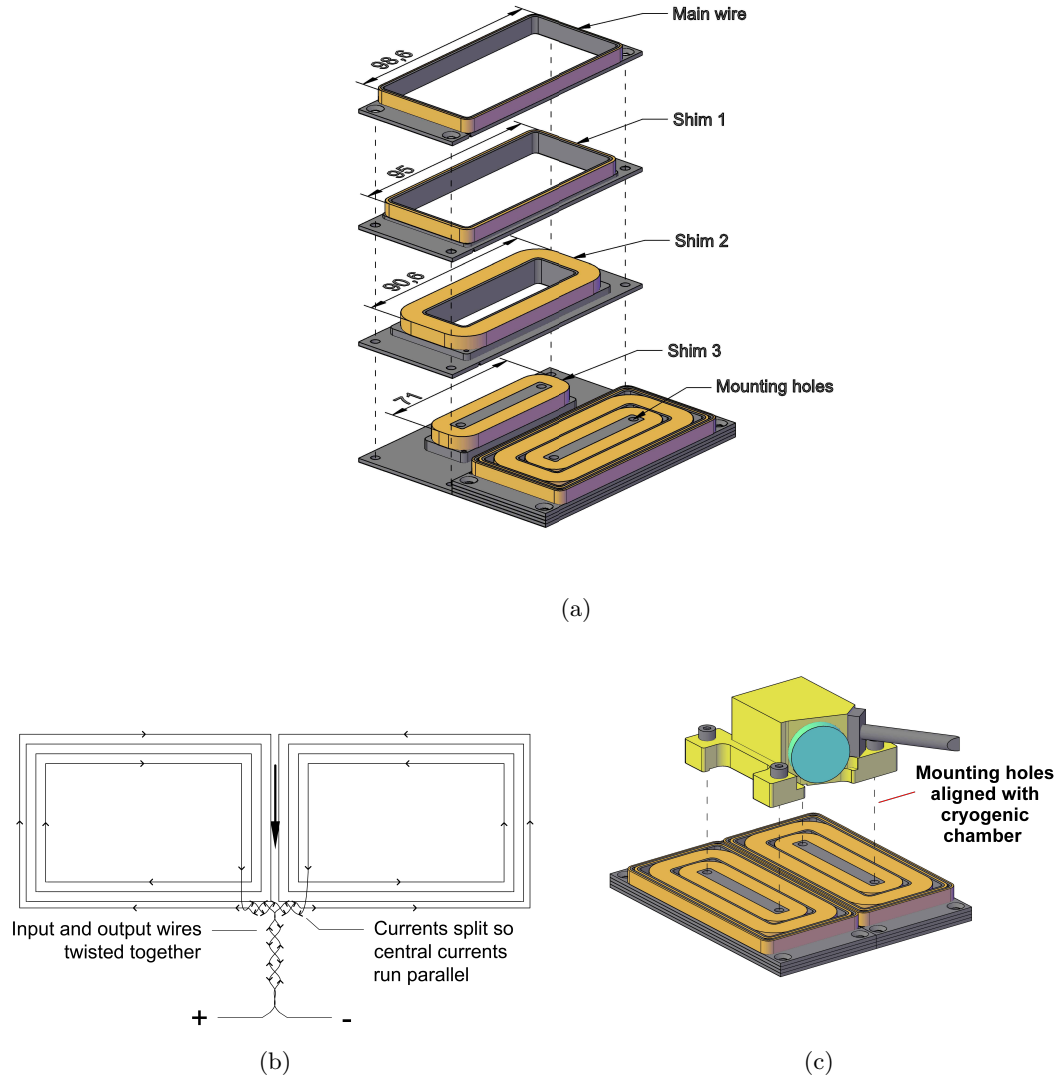 Main wire
98,6
Shim 1
95
Shim 2
90,6
Shim 3
71
Mounting holes
(a)
Input and output wires
twisted together
Currents split so
central currents
run parallel
+ -
(b)
Mounting holes
aligned with
cryogenic
chamber
(c)